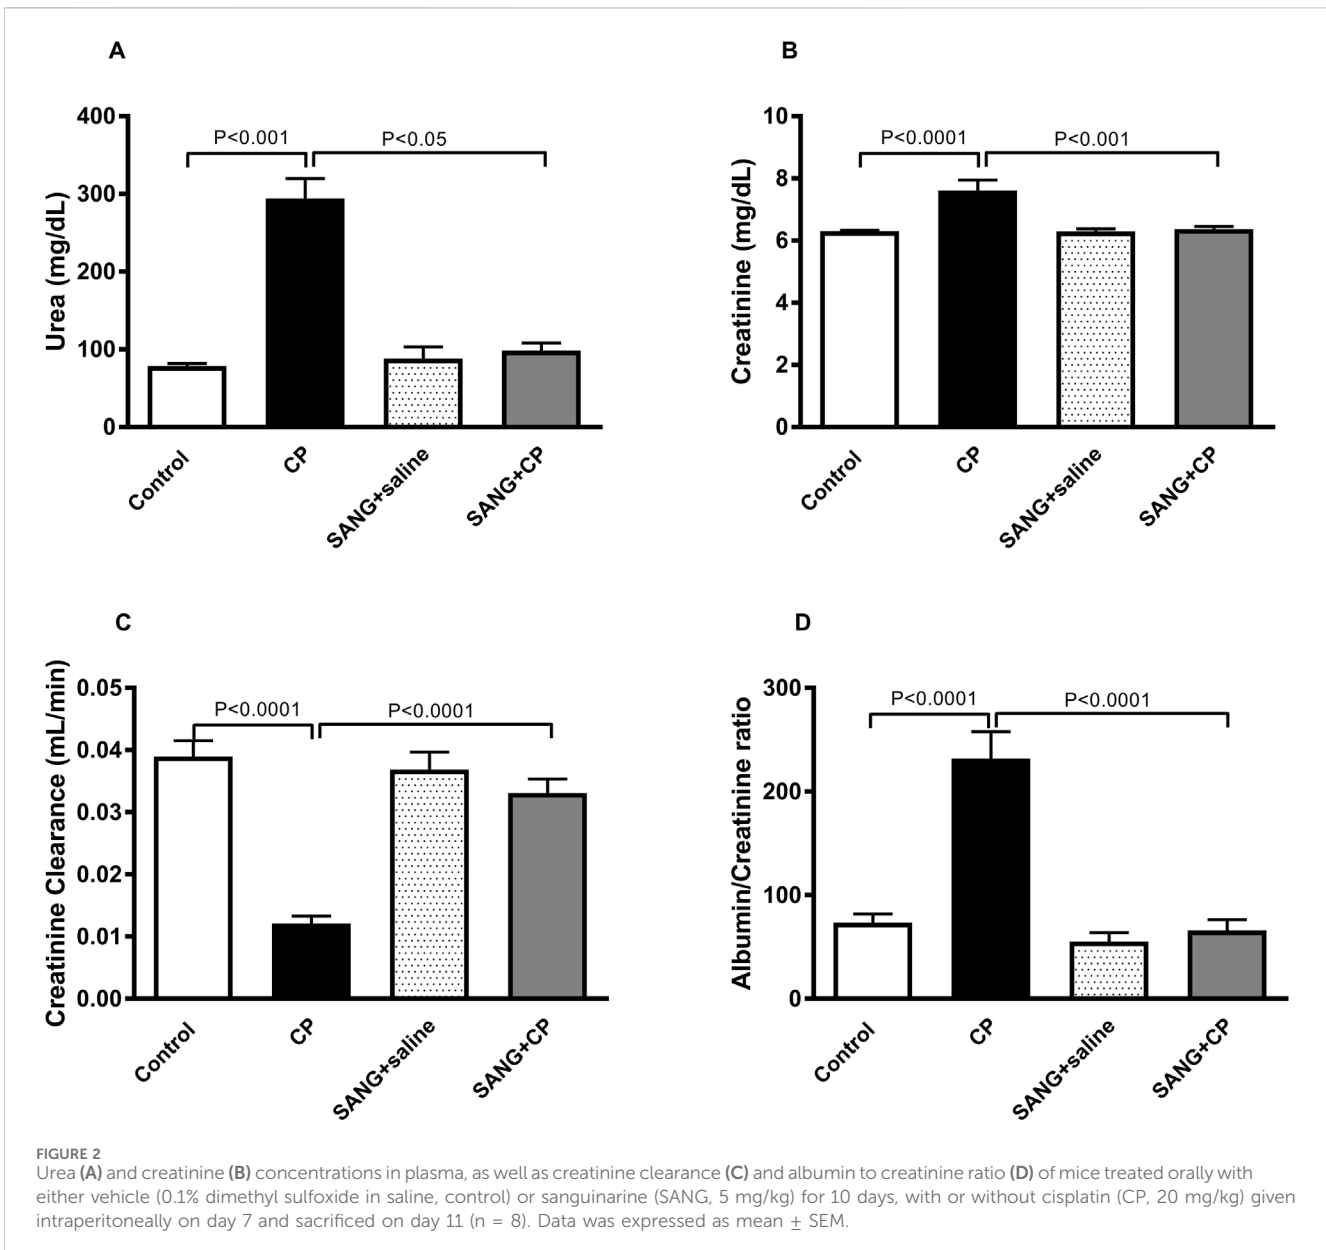 A
B
400
300
200
100
0
Urea (mg/dL)
P<0.001
P<0.05
Control
CP
SANG+saline
SANG+CP
10
8
6
4
2
0
Creatinine (mg/dL)
P<0.0001
P<0.001
Control
CP
SANG+saline
SANG+CP
C
D
0.05
0.04
0.03
0.02
0.01
0.00
Creatinine Clearance (mL/min)
P<0.0001
P<0.0001
Control
CP
SANG+saline
SANG+CP
300
200
100
0
Albumin/Creatinine ratio
P<0.0001
P<0.0001
Control
CP
SANG+saline
SANG+CP
FIGURE 2
Urea (A) and creatinine (B) concentrations in plasma, as well as creatinine clearance (C) and albumin to creatinine ratio (D) of mice treated orally with
either vehicle (0.1% dimethyl sulfoxide in saline, control) or sanguinarine (SANG, 5 mg/kg) for 10 days, with or without cisplatin (CP, 20 mg/kg) given
intraperitoneally on day 7 and sacrificed on day 11 (n = 8). Data was expressed as mean ± SEM.